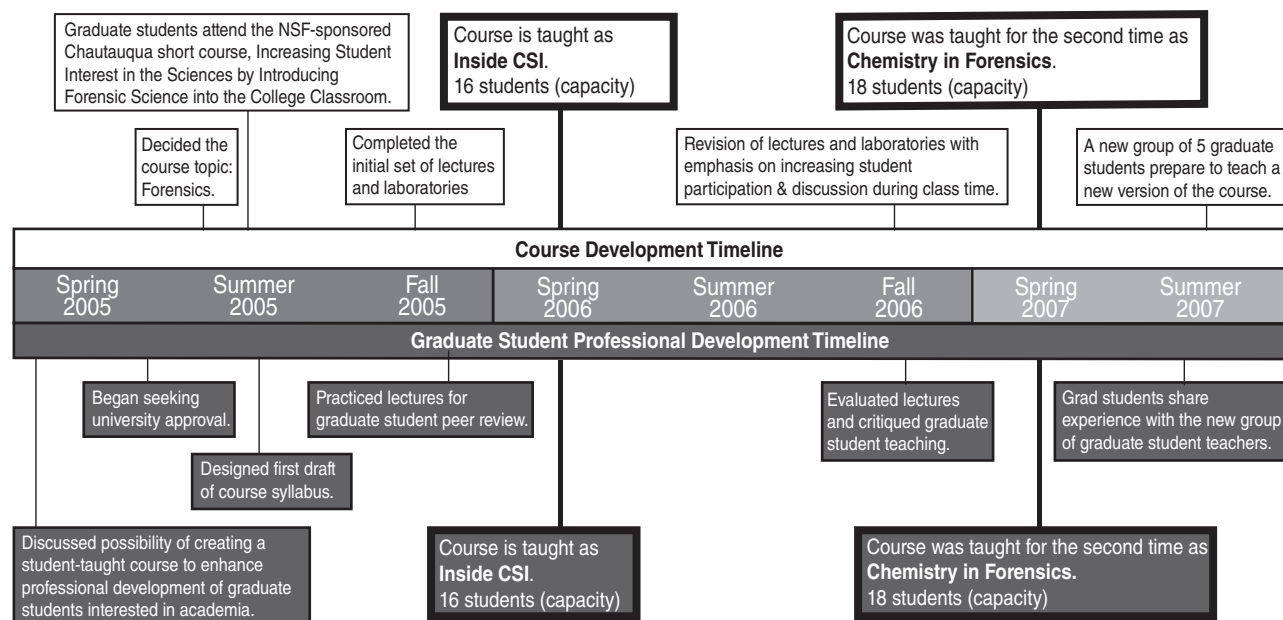 Graduate students attend the NSF-sponsored
Chautauqua short course, Increasing Student
Interest in the Sciences by Introducing
Forensic Science into the College Classroom.
Course is taught as
Inside CSI.
16 students (capacity)
Course was taught for the second time as
Chemistry in Forensics.
18 students (capacity)
Decided the
course topic:
Forensics.
Completed the
initial set of lectures
and laboratories
Revision of lectures and laboratories with
emphasis on increasing student
participation & discussion during class time.
A new group of 5 graduate
students prepare to teach a
new version of the course.
Course Development Timeline
Spring
2005
Summer
2005
Fall
2005
Spring
2006
Summer
2006
Fall
2006
Spring
2007
Summer
2007
Graduate Student Professional Development Timeline
Began seeking
university approval.
Practiced lectures for
graduate student peer review.
Evaluated lectures
and critiqued graduate
student teaching.
Grad students share
experience with the new group
of graduate student teachers.
Designed first draft
of course syllabus.
Discussed possibility of creating a
student-taught course to enhance
professional development of graduate
students interested in academia.
Course is taught as
Inside CSI.
16 students (capacity)
Course was taught for the second time as
Chemistry in Forensics.
18 students (capacity)